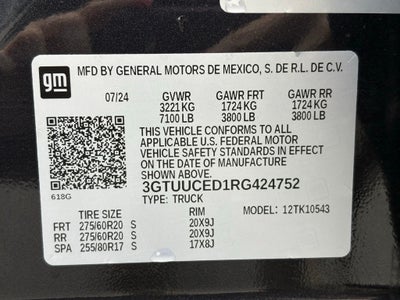 gm
MFD BY GENERAL MOTORS DE MEXICO, S. DE R.L. DE C.V.
07/24 GVWR GAWR FRT GAWR RR
3221 KG 1724 KG 1724 KG
7100 LB 3800 LB 3800 LB
THIS VEHICLE CONFORMS TO ALL
APPLICABLE U.S. FEDERAL MOTOR
VEHICLE SAFETY STANDARDS IN EFFECT
ON THE DATE OF MANUFACTURE
SHOWN ABOVE.
3GTUUCED1RG424752
618G
TYPE: TRUCK
MODEL: 12TK10543
TIRE SIZE RIM
FRT 275/60R20 S 20X9J
RR 275/60R20 S 20X9J
SPA 255/80R17 S 17X8J